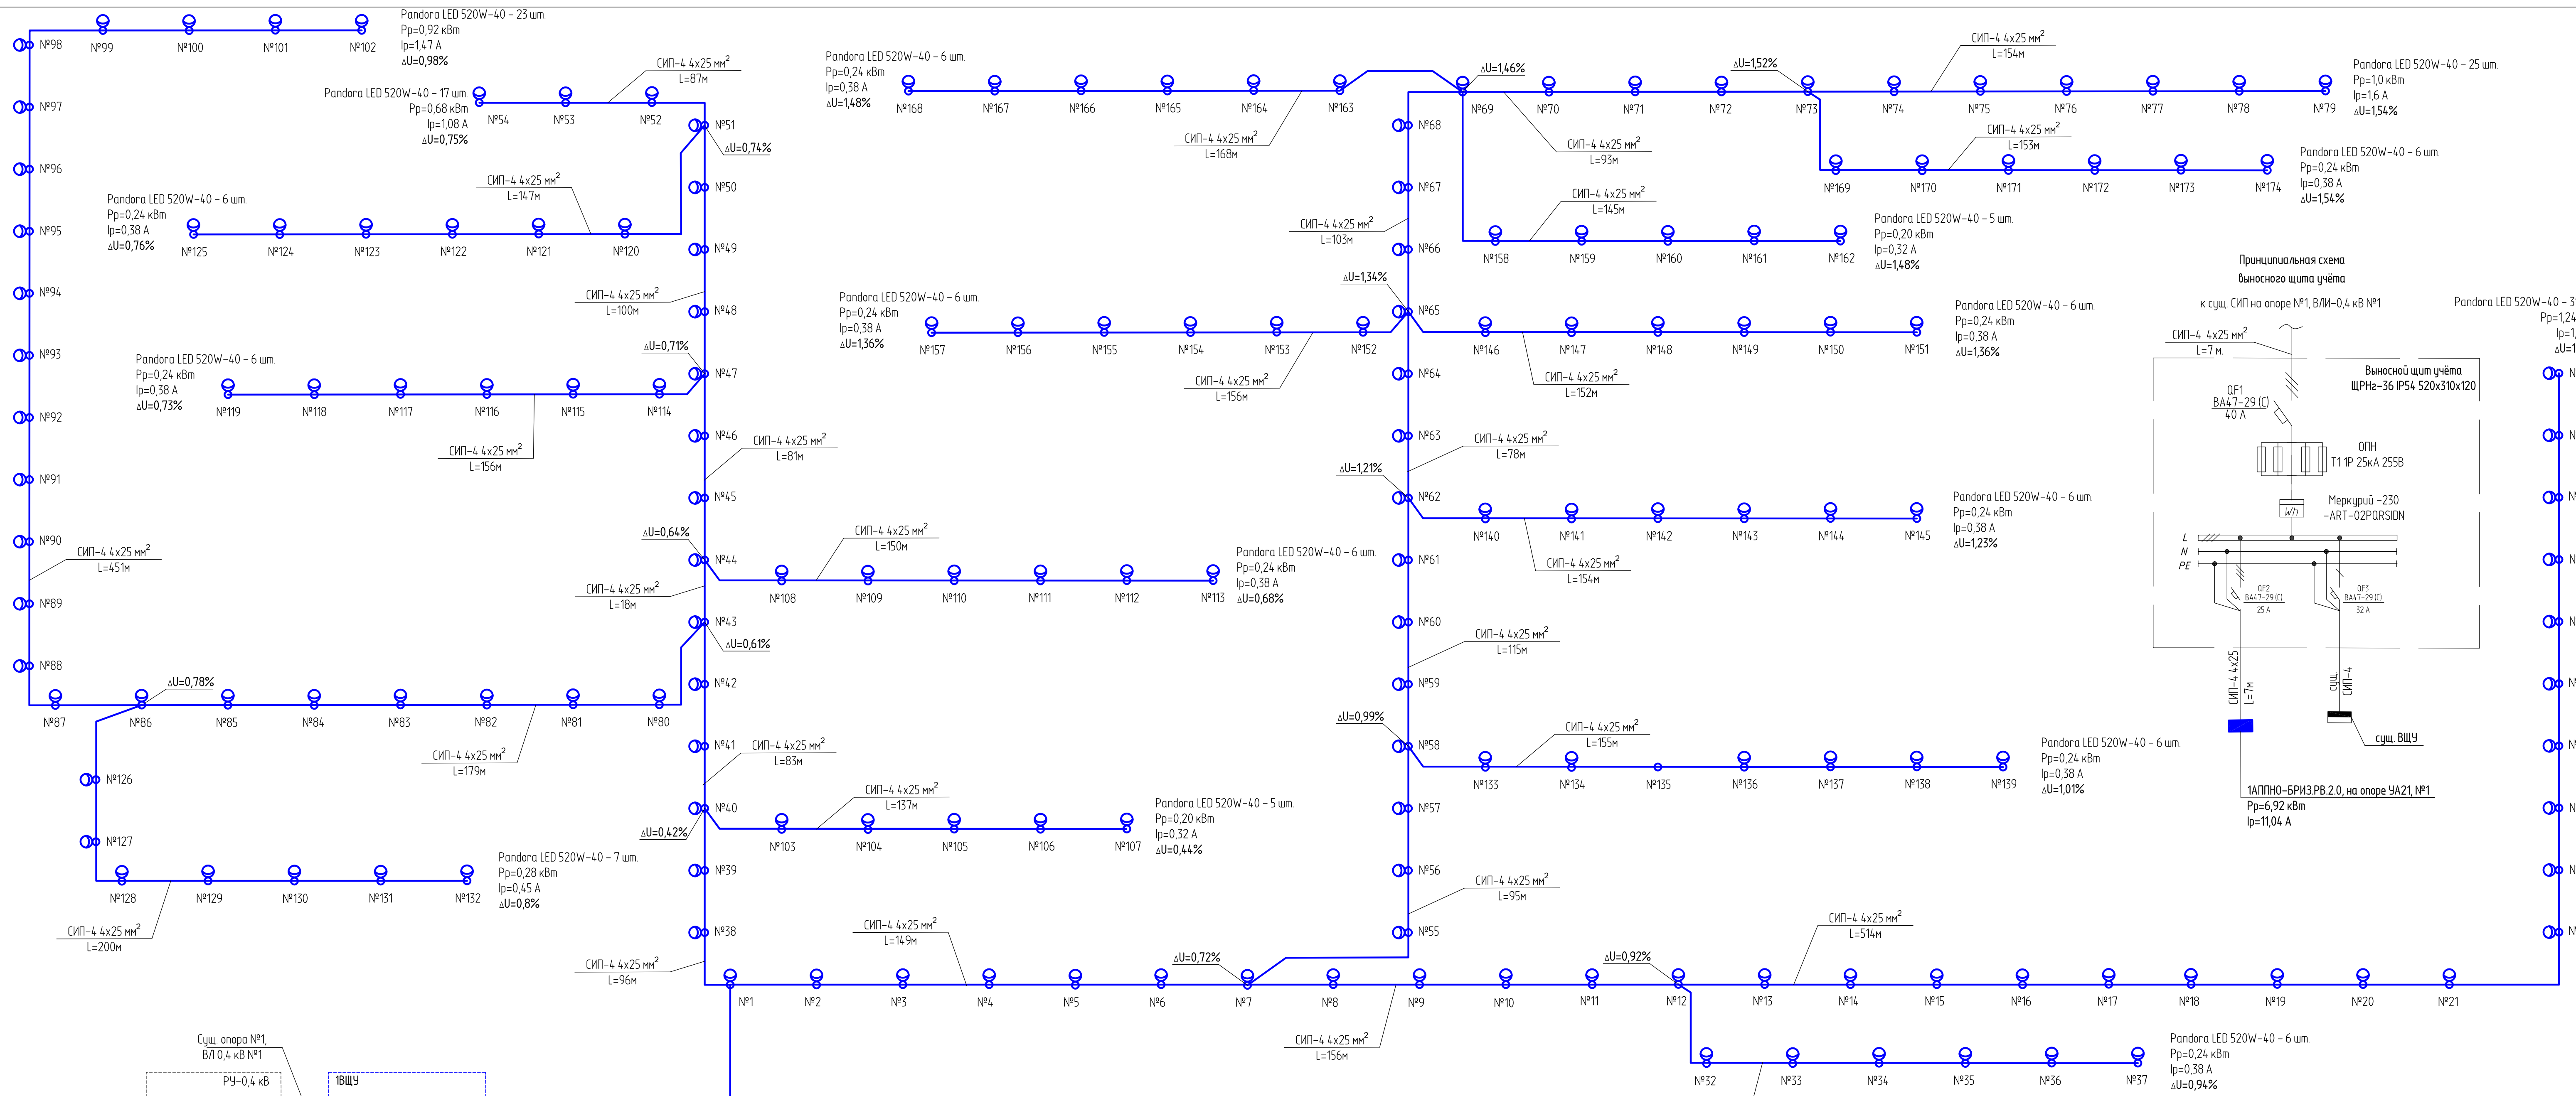 Pandora LED 520W-40 - 23 шт.
Pр=0,92 кВт
Iр=1,47 А
ΔU=0,98%
№98
№99
№100
№101
№102
№97
№96
№95
№94
№93
№92
№91
№90
№89
№88
СИП-4 4х25 мм²
L=451м
Pandora LED 520W-40 - 17 шт.
Pр=0,68 кВт
Iр=1,08 А
ΔU=0,75%
№54
№53
№52
СИП-4 4х25 мм²
L=87м
№51
ΔU=0,74%
№50
№49
№48
№47
№46
№45
№44
№43
№42
№41
№40
№39
№38
СИП-4 4х25 мм²
L=147м
Pandora LED 520W-40 - 6 шт.
Pр=0,24 кВт
Iр=0,38 А
ΔU=0,76%
№125
№124
№123
№122
№121
№120
СИП-4 4х25 мм²
L=100м
ΔU=0,71%
Pandora LED 520W-40 - 6 шт.
Pр=0,24 кВт
Iр=0,38 А
ΔU=0,73%
№119
№118
№117
№116
№115
№114
СИП-4 4х25 мм²
L=156м
СИП-4 4х25 мм²
L=81м
ΔU=0,64%
СИП-4 4х25 мм²
L=150м
№108
№109
№110
№111
№112
№113
Pandora LED 520W-40 - 6 шт.
Pр=0,24 кВт
Iр=0,38 А
ΔU=0,68%
СИП-4 4х25 мм²
L=18м
ΔU=0,61%
ΔU=0,78%
№87
№86
№85
№84
№83
№82
№81
№80
СИП-4 4х25 мм²
L=179м
№126
№127
№128
№129
№130
№131
№132
Pandora LED 520W-40 - 7 шт.
Pр=0,28 кВт
Iр=0,45 А
ΔU=0,8%
СИП-4 4х25 мм²
L=200м
СИП-4 4х25 мм²
L=83м
ΔU=0,42%
СИП-4 4х25 мм²
L=137м
№103
№104
№105
№106
№107
Pandora LED 520W-40 - 5 шт.
Pр=0,20 кВт
Iр=0,32 А
ΔU=0,44%
СИП-4 4х25 мм²
L=96м
СИП-4 4х25 мм²
L=149м
ΔU=0,72%
№1
№2
№3
№4
№5
№6
№7
№8
№9
№10
№11
№12
№13
№14
№15
№16
№17
№18
№19
№20
№21
СИП-4 4х25 мм²
L=156м
ΔU=0,92%
СИП-4 4х25 мм²
L=514м
№32
№33
№34
№35
№36
№37
Pandora LED 520W-40 - 6 шт.
Pр=0,24 кВт
Iр=0,38 А
ΔU=0,94%
Pandora LED 520W-40 - 6 шт.
Pр=0,24 кВт
Iр=0,38 А
ΔU=1,48%
№168
№167
№166
№165
№164
№163
СИП-4 4х25 мм²
L=168м
ΔU=1,46%
№69
№70
№71
№72
№73
№74
№75
№76
№77
№78
№79
ΔU=1,52%
СИП-4 4х25 мм²
L=154м
Pandora LED 520W-40 - 25 шт.
Pр=1,0 кВт
Iр=1,6 А
ΔU=1,54%
СИП-4 4х25 мм²
L=93м
СИП-4 4х25 мм²
L=153м
№169
№170
№171
№172
№173
№174
Pandora LED 520W-40 - 6 шт.
Pр=0,24 кВт
Iр=0,38 А
ΔU=1,54%
СИП-4 4х25 мм²
L=145м
№158
№159
№160
№161
№162
Pandora LED 520W-40 - 5 шт.
Pр=0,20 кВт
Iр=0,32 А
ΔU=1,48%
№68
№67
№66
№65
№64
№63
№62
№61
№60
№59
№58
№57
№56
№55
СИП-4 4х25 мм²
L=103м
ΔU=1,34%
Pandora LED 520W-40 - 6 шт.
Pр=0,24 кВт
Iр=0,38 А
ΔU=1,36%
№157
№156
№155
№154
№153
№152
СИП-4 4х25 мм²
L=156м
№146
№147
№148
№149
№150
№151
СИП-4 4х25 мм²
L=152м
Pandora LED 520W-40 - 6 шт.
Pр=0,24 кВт
Iр=0,38 А
ΔU=1,36%
СИП-4 4х25 мм²
L=78м
ΔU=1,21%
№140
№141
№142
№143
№144
№145
СИП-4 4х25 мм²
L=154м
Pandora LED 520W-40 - 6 шт.
Pр=0,24 кВт
Iр=0,38 А
ΔU=1,23%
СИП-4 4х25 мм²
L=115м
ΔU=0,99%
СИП-4 4х25 мм²
L=155м
№133
№134
№135
№136
№137
№138
№139
Pandora LED 520W-40 - 6 шт.
Pр=0,24 кВт
Iр=0,38 А
ΔU=1,01%
СИП-4 4х25 мм²
L=95м
Принципиальная схема
выносного щита учёта
к сущ. СИП на опоре №1, ВЛИ-0,4 кВ №1
СИП-4 4х25 мм²
L=7 м.
Выносной щит учёта
ЩРНг-36 IP54 520х310х120
QF1
ВА47-29 (С)
40 А
ОПН
Т1 1Р 25кА 255В
Меркурий -230
-ART-02PQRSIDN
Wh
L
N
PE
QF2
ВА47-29 (С)
25 А
QF3
ВА47-29 (С)
32 А
СИП-4 4х25
L=7м
сущ.
СИП-4
сущ. ВЩУ
1АППНО-БРИЗ.РВ.2.0, на опоре УА21, №1
Pр=6,92 кВт
Iр=11,04 А
Pandora LED 520W-40 -
Сущ. опора №1,
ВЛ 0,4 кВ №1
РУ-0,4 кВ
1ВЩУ